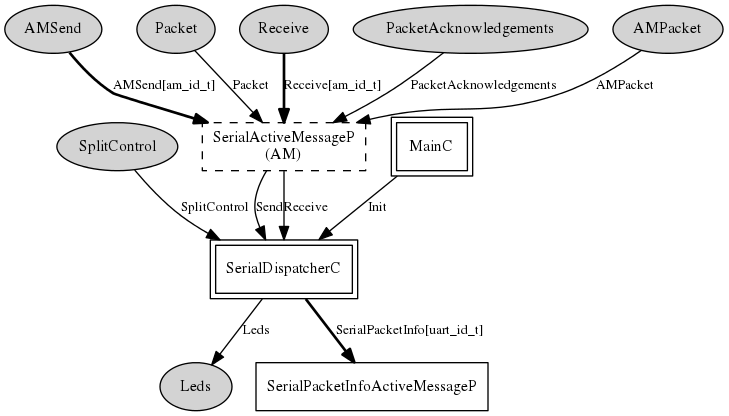 AMSend
Packet
Receive
PacketAcknowledgements
AMPacket
AMSend[am_id_t]
Packet
Receive[am_id_t]
PacketAcknowledgements
AMPacket
SplitControl
SerialActiveMessageP
(AM)
MainC
SplitControl
Send
Receive
Init
SerialDispatcherC
Leds
SerialPacketInfo[uart_id_t]
Leds
SerialPacketInfoActiveMessageP